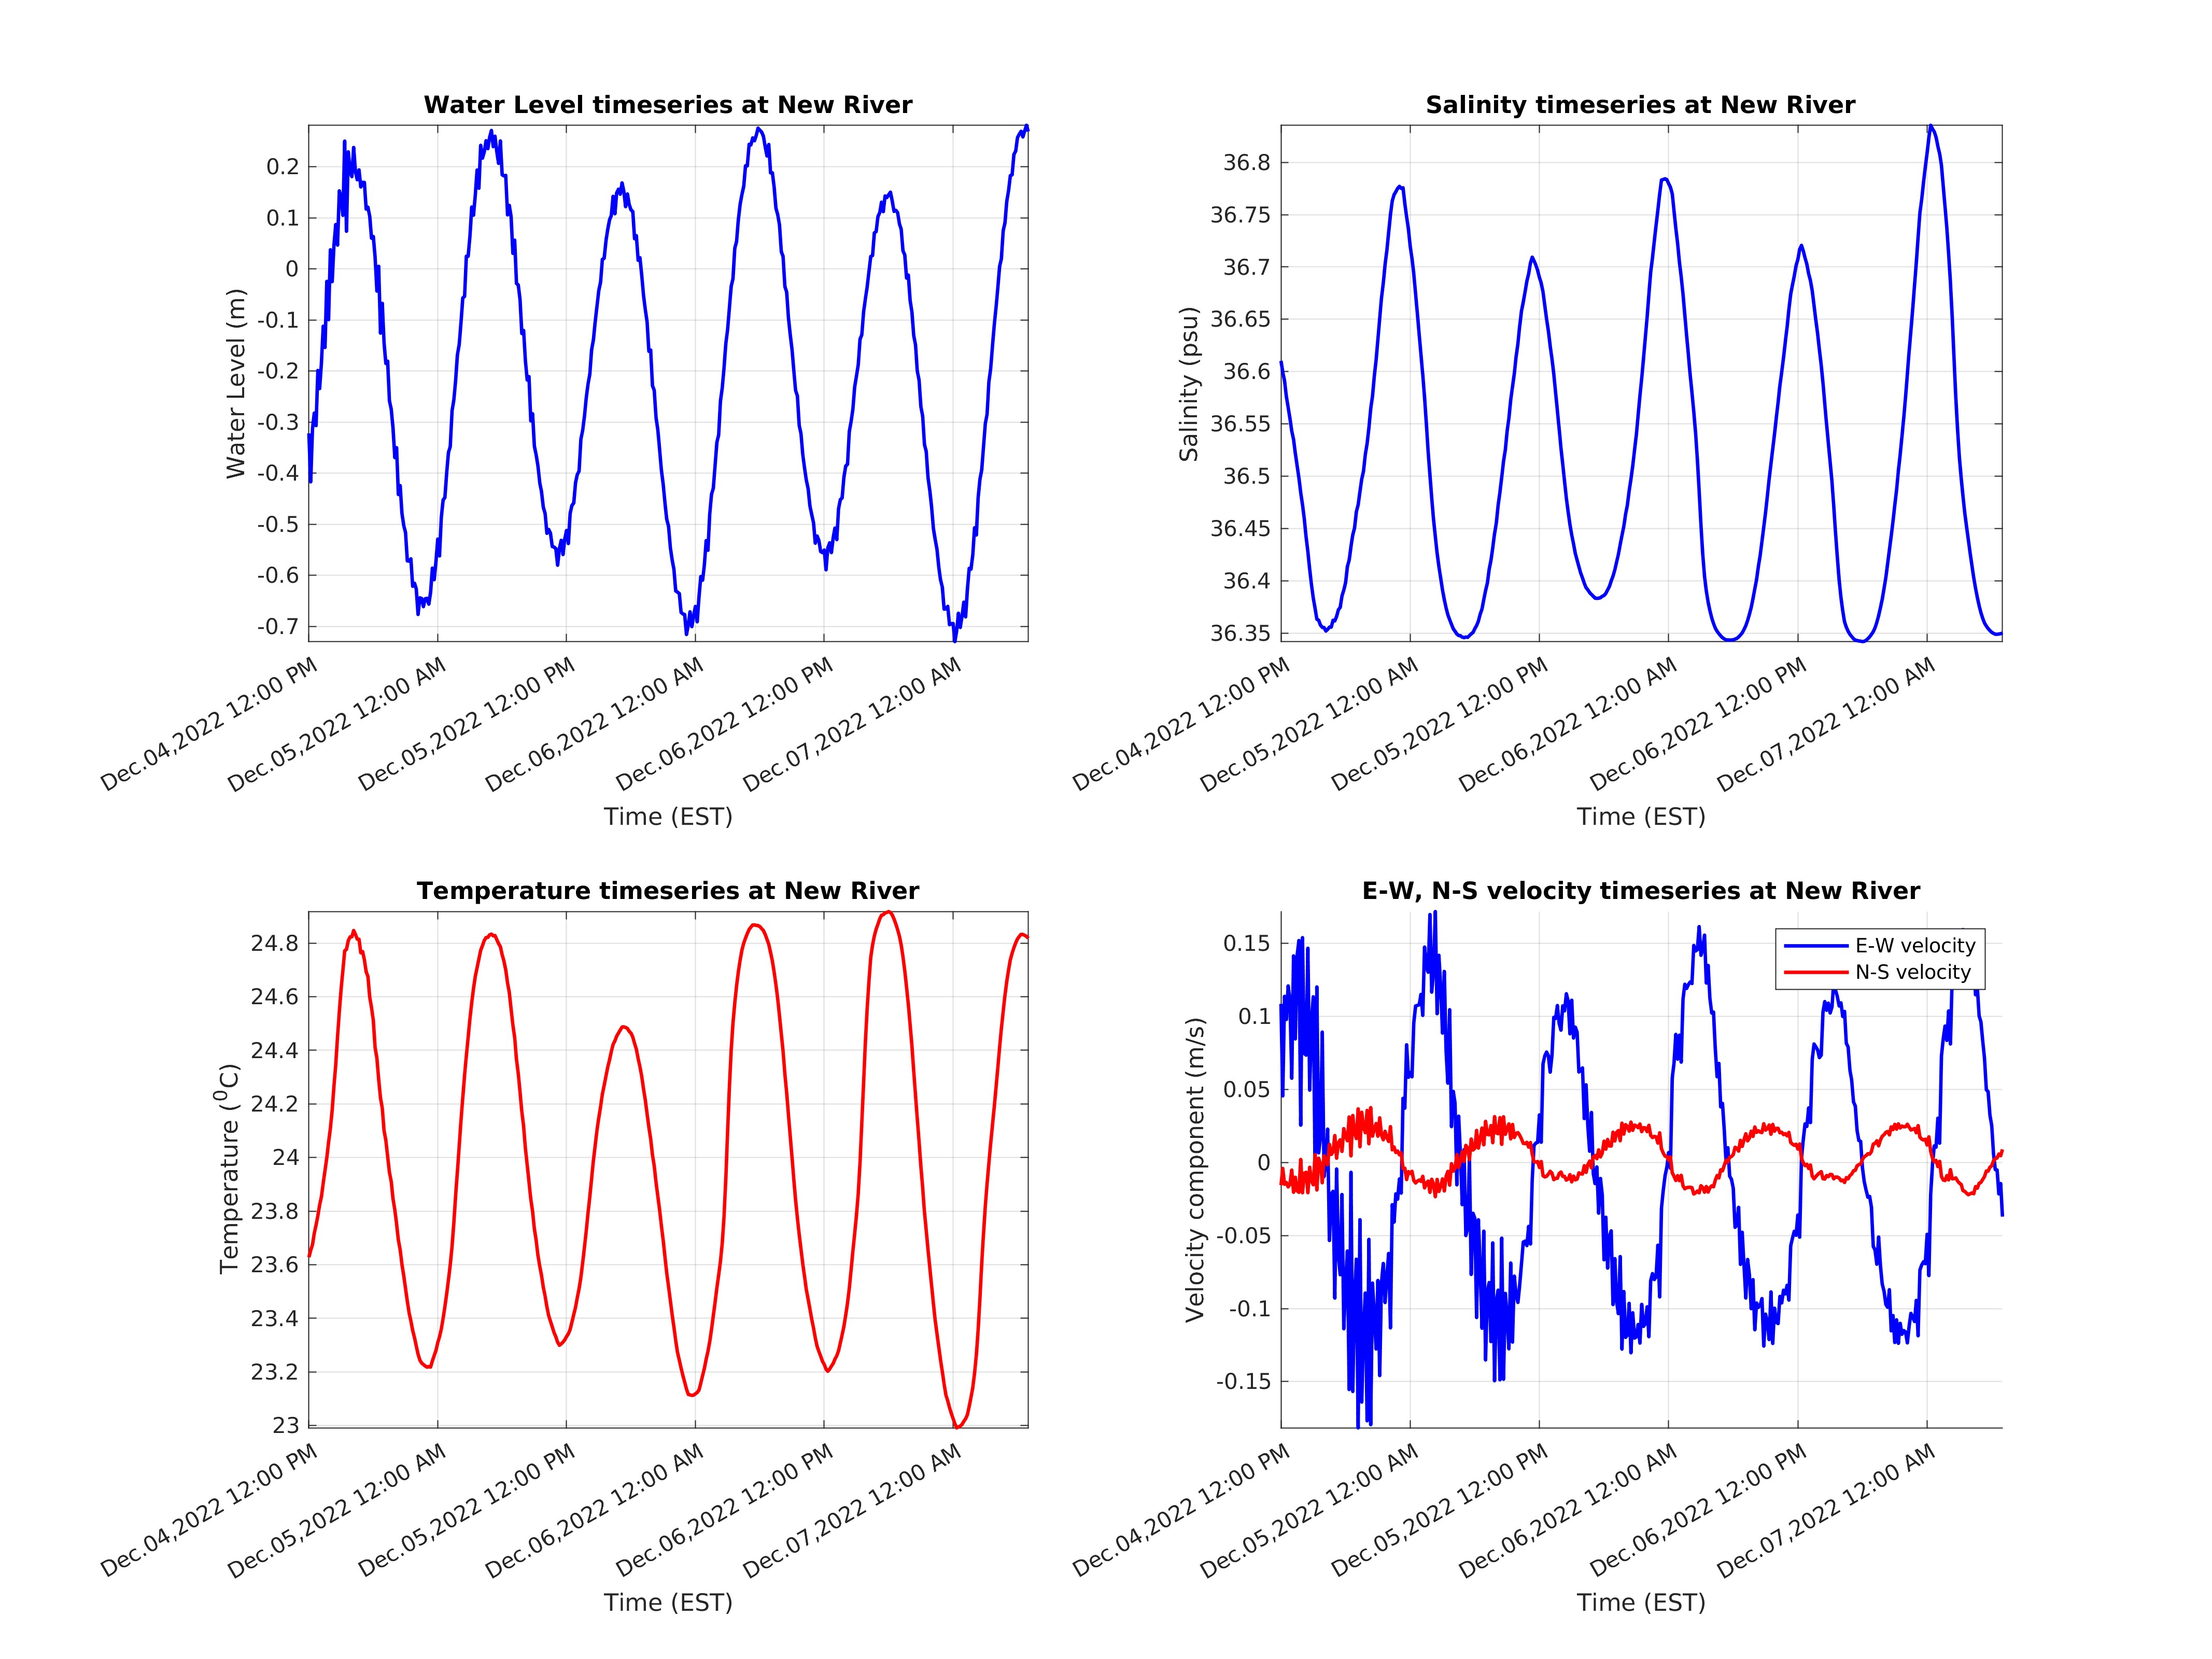 Water Level timeseries at New River
Water Level (m)
0.2
0.1
0
-0.1
-0.2
-0.3
-0.4
-0.5
-0.6
-0.7
Dec.04,2022 12:00 PM
Dec.05,2022 12:00 AM
Dec.05,2022 12:00 PM
Dec.06,2022 12:00 AM
Dec.06,2022 12:00 PM
Dec.07,2022 12:00 AM
Time (EST)
Salinity timeseries at New River
Salinity (psu)
36.8
36.75
36.7
36.65
36.6
36.55
36.5
36.45
36.4
36.35
Dec.04,2022 12:00 PM
Dec.05,2022 12:00 AM
Dec.05,2022 12:00 PM
Dec.06,2022 12:00 AM
Dec.06,2022 12:00 PM
Dec.07,2022 12:00 AM
Time (EST)
Temperature timeseries at New River
Temperature (⁰C)
24.8
24.6
24.4
24.2
24
23.8
23.6
23.4
23.2
23
Dec.04,2022 12:00 PM
Dec.05,2022 12:00 AM
Dec.05,2022 12:00 PM
Dec.06,2022 12:00 AM
Dec.06,2022 12:00 PM
Dec.07,2022 12:00 AM
Time (EST)
E-W, N-S velocity timeseries at New River
E-W velocity
N-S velocity
Velocity component (m/s)
0.15
0.1
0.05
0
-0.05
-0.1
-0.15
Dec.04,2022 12:00 PM
Dec.05,2022 12:00 AM
Dec.05,2022 12:00 PM
Dec.06,2022 12:00 AM
Dec.06,2022 12:00 PM
Dec.07,2022 12:00 AM
Time (EST)